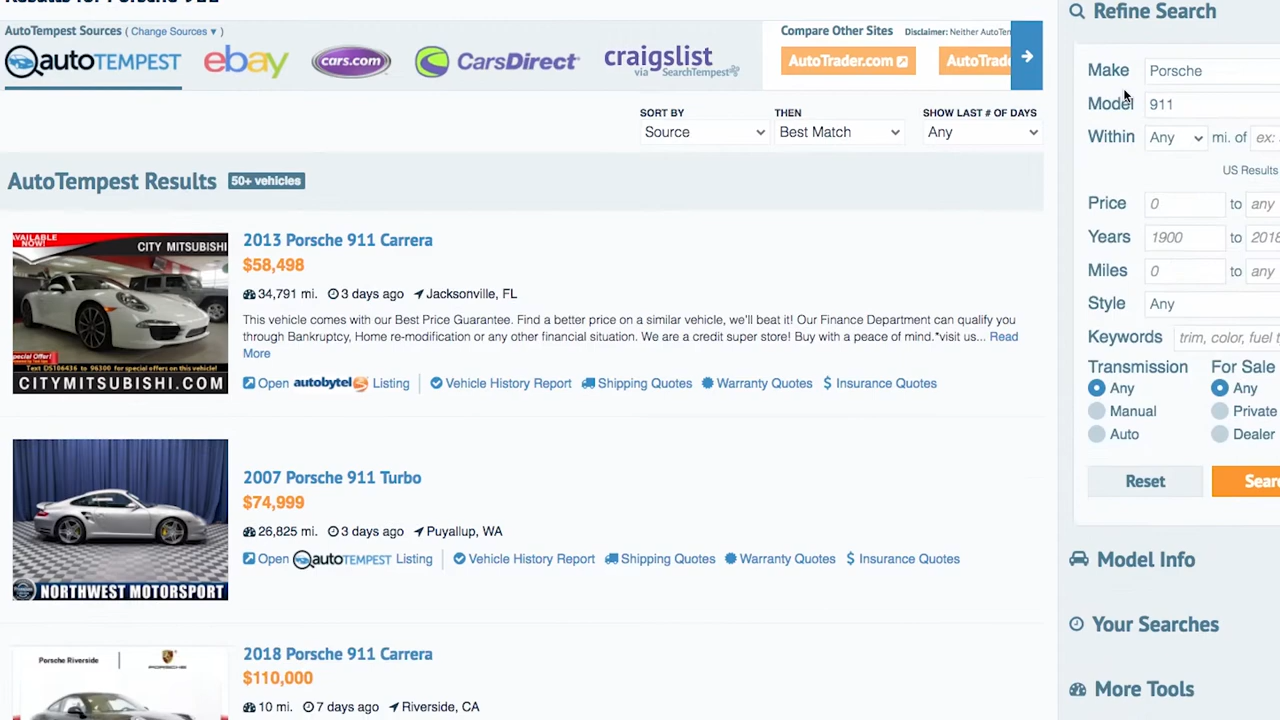 AutoTempest Sources ( Change Sources ▾ )
autoTEMPEST
ebay
cars.com
CarsDirect
craigslist
via SearchTempest
Compare Other Sites
AutoTrader.com
SORT BY
Source
THEN
Best Match
SHOW LAST # OF DAYS
Any
AutoTempest Results
50+ vehicles
CITY MITSUBISHI
CITYMITSUBISHI.COM
2013 Porsche 911 Carrera
$58,498
34,791 mi. 3 days ago Jacksonville, FL
This vehicle comes with our Best Price Guarantee. Find a better price on a similar vehicle, we'll beat it! Our Finance Department can qualify you
through Bankruptcy, Home re-modification or any other financial situation. We are a credit super store! Buy with a peace of mind.*visit us... Read
More
Open autobytel Listing Vehicle History Report Shipping Quotes Warranty Quotes $ Insurance Quotes
NORTHWEST MOTORSPORT
2007 Porsche 911 Turbo
$74,999
26,825 mi. 3 days ago Puyallup, WA
Open autoTEMPEST Listing Vehicle History Report Shipping Quotes Warranty Quotes $ Insurance Quotes
Porsche Riverside
PORSCHE
2018 Porsche 911 Carrera
$110,000
10 mi. 7 days ago Riverside, CA
Refine Search
Make Porsche
Model 911
Within Any mi. of ex:
US Results
Price 0 to any
Years 1900 to 2018
Miles 0 to any
Style Any
Keywords trim, color, fuel
Transmission
Any
Manual
Auto
For Sale
Any
Private
Dealer
Reset
Model Info
Your Searches
More Tools